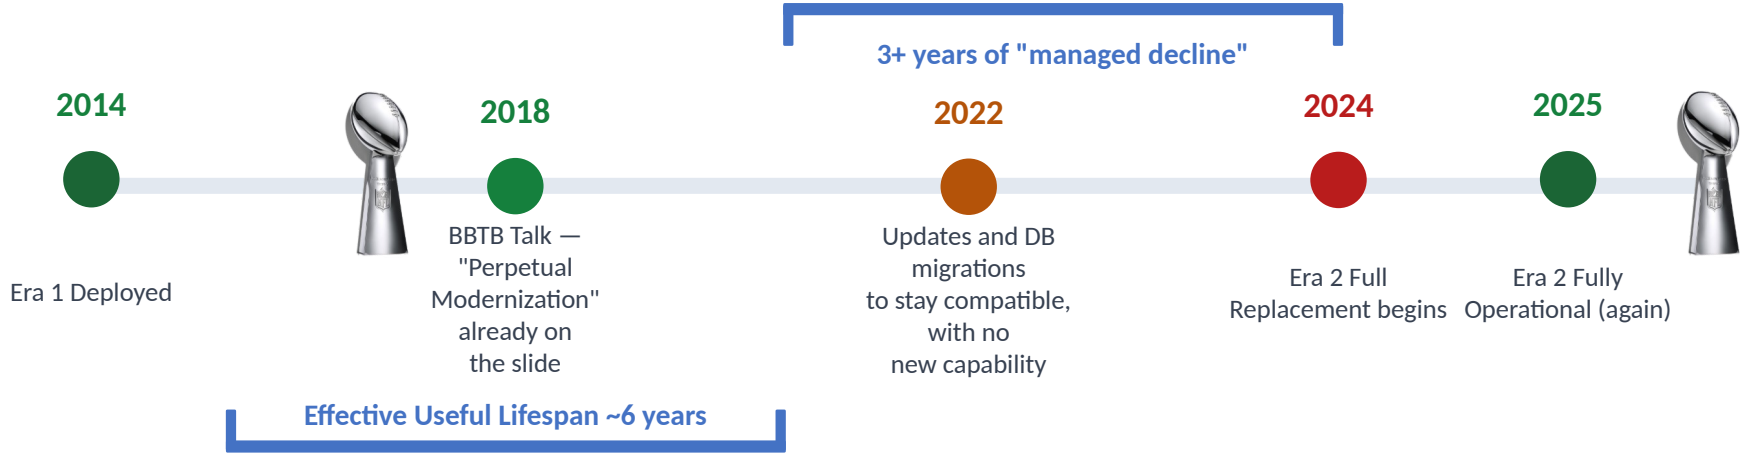 3+ years of "managed decline"
2014
2018
2022
2024
2025
Era 1 Deployed
BBTB Talk —
"Perpetual
Modernization"
already on
the slide
Updates and DB
migrations
to stay compatible,
with no
new capability
Era 2 Full
Replacement begins
Era 2 Fully
Operational (again)
Effective Useful Lifespan ~6 years